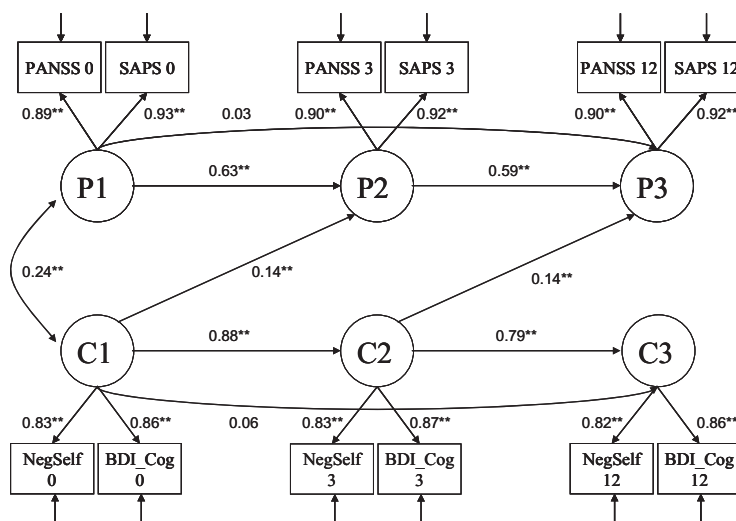 PANSS 0 SAPS 0 PANSS 3 SAPS 3 PANSS 12 SAPS 12
0.89** 0.93** 0.03 0.90** 0.92** 0.90** 0.92**
P1 0.63** P2 0.59** P3
0.24** 0.14** 0.14**
C1 0.88** C2 0.79** C3
0.83** 0.86** 0.06 0.83** 0.87** 0.82** 0.86**
NegSelf BDI_Cog NegSelf BDI_Cog NegSelf BDI_Cog
0 0 3 3 12 12